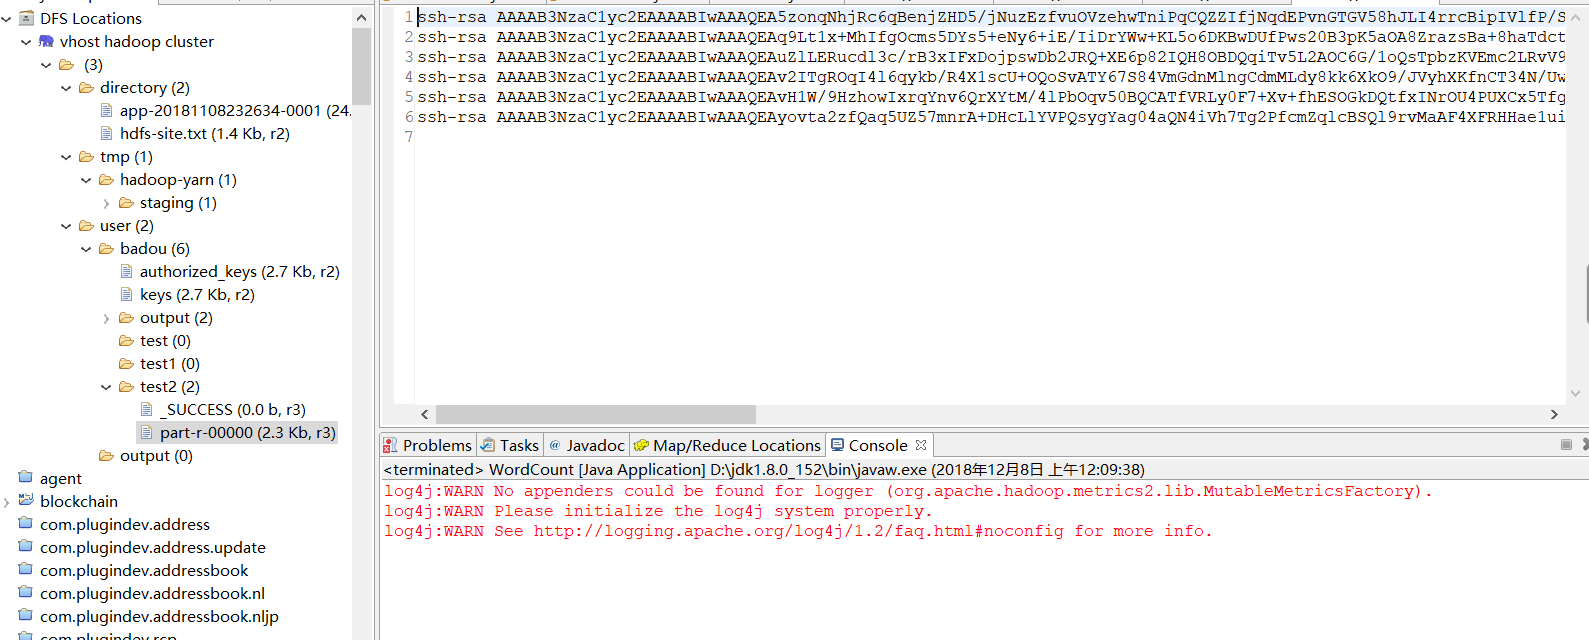 DFS Locations
vhost hadoop cluster
(3)
directory (2)
app-20181108232634-0001 (24.
hdfs-site.txt (1.4 Kb, r2)
tmp (1)
hadoop-yarn (1)
staging (1)
user (2)
badou (6)
authorized_keys (2.7 Kb, r2)
keys (2.7 Kb, r2)
output (2)
test (0)
test1 (0)
test2 (2)
_SUCCESS (0.0 b, r3)
part-r-00000 (2.3 Kb, r3)
output (0)
agent
blockchain
com.plugindev.address
com.plugindev.address.update
com.plugindev.addressbook
com.plugindev.addressbook.nl
com.plugindev.addressbook.nljp
com.plugindev.rcp
1 ssh-rsa AAAAB3NzaC1yc2EAAAABIwAAAQEA5zonqNhjRc6qBenjZHD5/jNuzEzfvuOVzehwTniPqCQZZIfjNqdEPvnGTGV58hJLI4rrcBipIVlfP/S
2 ssh-rsa AAAAB3NzaC1yc2EAAAABIwAAAQEAq9Lt1x+MhIfgOcms5DYs5+eNy6+iE/IiDrYWw+KL5o6DKBwDUfPws20B3pK5aOA8ZrazsBa+8haTdct
3 ssh-rsa AAAAB3NzaC1yc2EAAAABIwAAAQEAuZlLERucdl3c/rB3xIFxDojpswDb2JRQ+XE6p82IQH8OBDQqiTv5L2AOC6G/1oQsTpbzKVEmc2LRvV9
4 ssh-rsa AAAAB3NzaC1yc2EAAAABIwAAAQEAv2ITgROqI4l6qykb/R4X1scU+OQoSvATY67S84VmGdnMlngCdmMLdy8kk6XkO9/JVyhXKfnCT34N/Uw
5 ssh-rsa AAAAB3NzaC1yc2EAAAABIwAAAQEAvH1W/9HzhowIxrqYnv6QrXYtM/4lPbOqv50BQCATfVRLy0F7+Xv+fhESOGkDQtfxINrOU4PUXCx5Tfg
6 ssh-rsa AAAAB3NzaC1yc2EAAAABIwAAAQEAyovta2zfQaq5UZ57mnrA+DHcLlYVPQsygYag04aQN4iVh7Tg2PfcmZqlcBSQl9rvMaAF4XFRHHae1ui
7
Problems Tasks @ Javadoc Map/Reduce Locations Console
<terminated> WordCount [Java Application] D:\jdk1.8.0_152\bin\javaw.exe (2018年12月8日 上午12:09:38)
log4j:WARN No appenders could be found for logger (org.apache.hadoop.metrics2.lib.MutableMetricsFactory).
log4j:WARN Please initialize the log4j system properly.
log4j:WARN See http://logging.apache.org/log4j/1.2/faq.html#noconfig for more info.